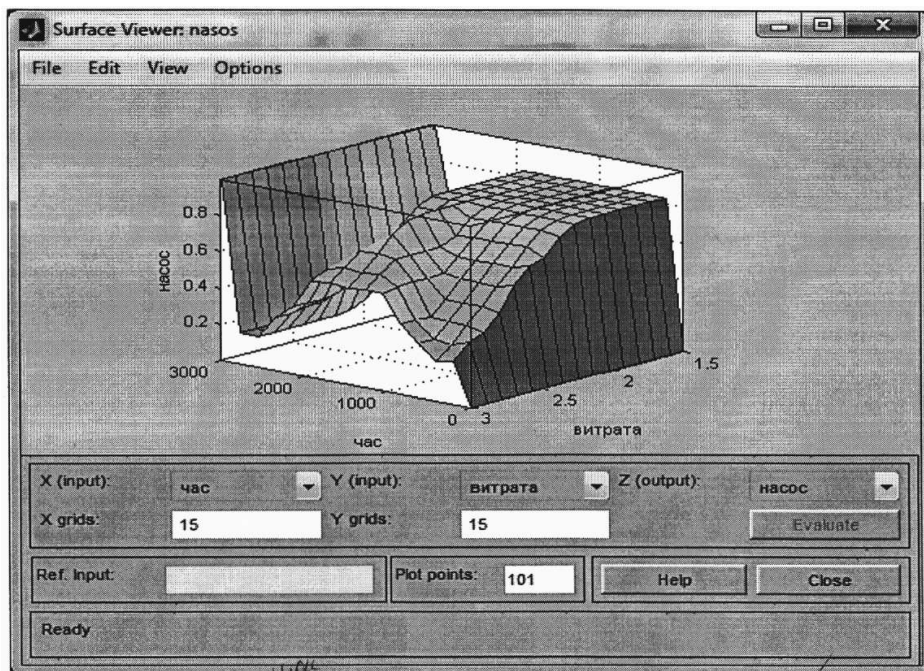 Surface Viewer: nasos
File Edit View Options
0.8
0.6
0.4
0.2
насос
3000
2000
1000
0
час
3
2.5
2
1.5
витрата
X (input): час Y (input): витрата Z (output): насос
X grids: 15 Y grids: 15 Evaluate
Ref. Input: Plot points: 101 Help Close
Ready